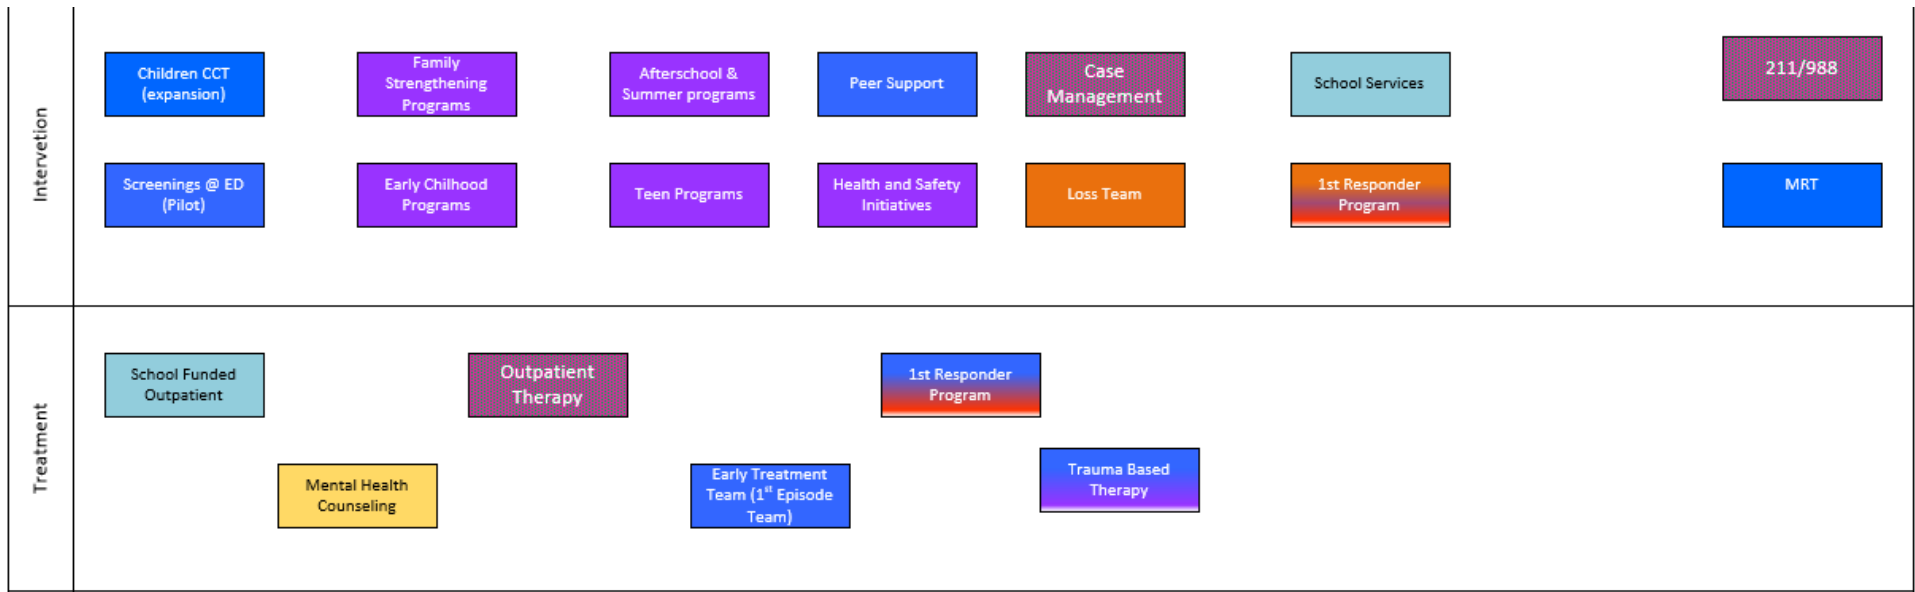 Intervetion
Children CCT
(expansion)
Family
Strengthening
Programs
Afterschool &
Summer programs
Peer Support
Case
Management
School Services
211/988
Screenings @ ED
(Pilot)
Early Chilhood
Programs
Teen Programs
Health and Safety
Initiatives
Loss Team
1st Responder
Program
MRT
Treatment
School Funded
Outpatient
Outpatient
Therapy
1st Responder
Program
Mental Health
Counseling
Early Treatment
Team (1st Episode
Team)
Trauma Based
Therapy